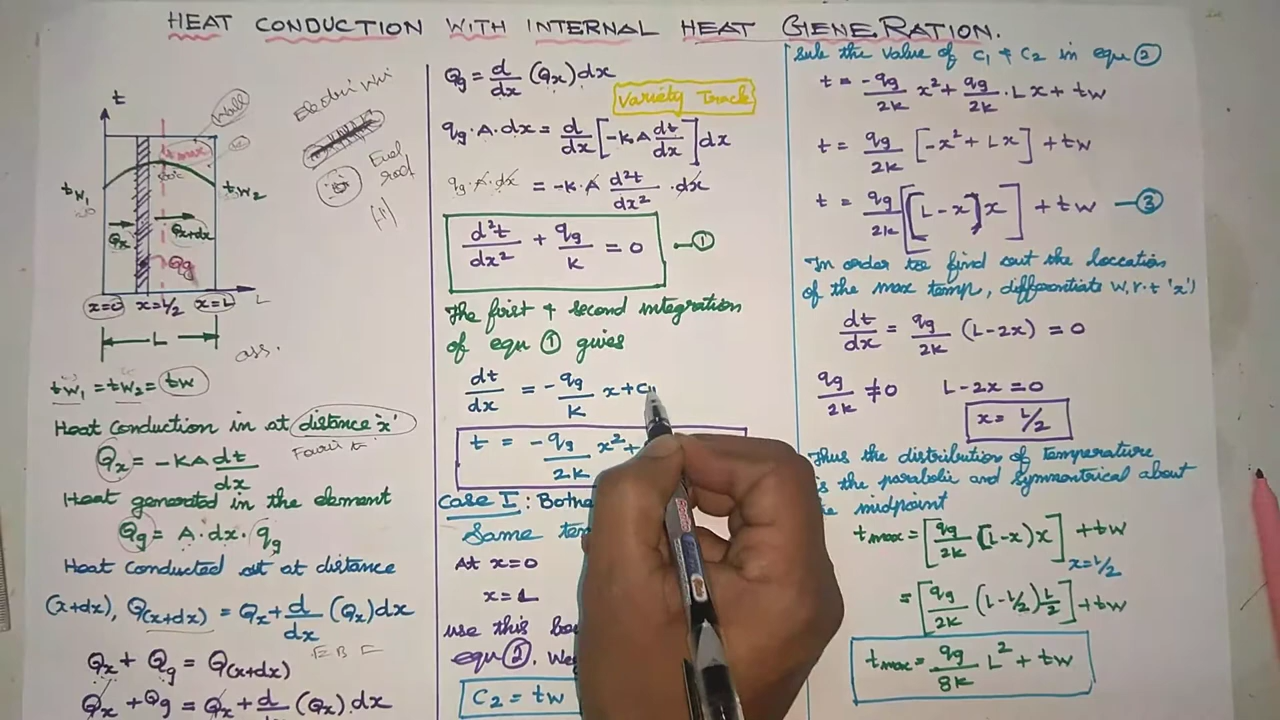 HEAT CONDUCTION WITH INTERNAL HEAT GENERATION.
t
Wall
t max
tw₁
tw₂
Qx
Qx+dx
Qg
x=0 x=L/2 x=L
L
L
Electric
Fuel
rod
ass.
tw₁ = tw₂ = tw
Heat Conduction in at distance 'x'
Qx = -KA dt/dx
Heat generated in the element
Qg = A·dx·qg
Heat conducted out at distance
(x+dx), Q(x+dx) = Qx + d/dx (Qx) dx
E B E
Qx + Qg = Q(x+dx)
Qx + Qg = Qx + d/dx (Qx) dx
Qg = d/dx (Qx) dx
Variety Track
qg·A·dx = d/dx [-KA dt/dx] dx
qg·A·dx = -K·A d²t/dx² · dx
d²t/dx² + qg/K = 0 — ①
The first & second integration
of equ ① gives
dt/dx = -qg/K x + C
t = -qg/2K x² +
Case I :
Same
At x=0
x=L
use this
equ ②,
C₂ = tw
sub the value of C₁ & C₂ in equ ②
t = -qg/2K x² + qg/2K · Lx + tw
t = qg/2K [-x² + Lx] + tw
t = qg/2K [[L-x] x] + tw — ③
In order to find out the loccation
of the max temp, differentiate w.r.t 'x')
dt/dx = qg/2K (L-2x) = 0
qg/2K ≠ 0 L-2x = 0
x = L/2
Thus the distribution of temperature
is the parabolic and symmontrical about
midpoint
t max = [qg/2K [L-x) x] + tw
x=L/2
= [qg/2K (L-L/2) L/2] + tw
t max = qg/8K L² + tw